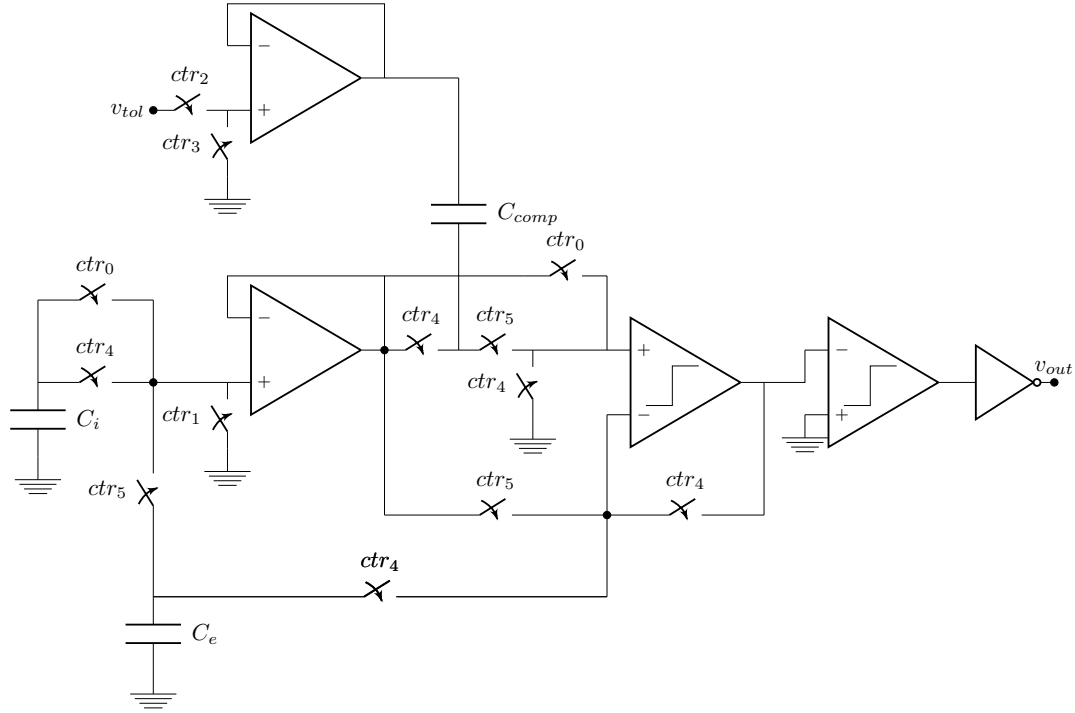 −
ctr2
vtol
+
ctr3
Ccomp
ctr0
ctr0
−
ctr4
ctr5
+
−
vout
ctr4
+
ctr4
ctr1
−
+
Ci
ctr5
ctr5
ctr4
ctr4
Ce